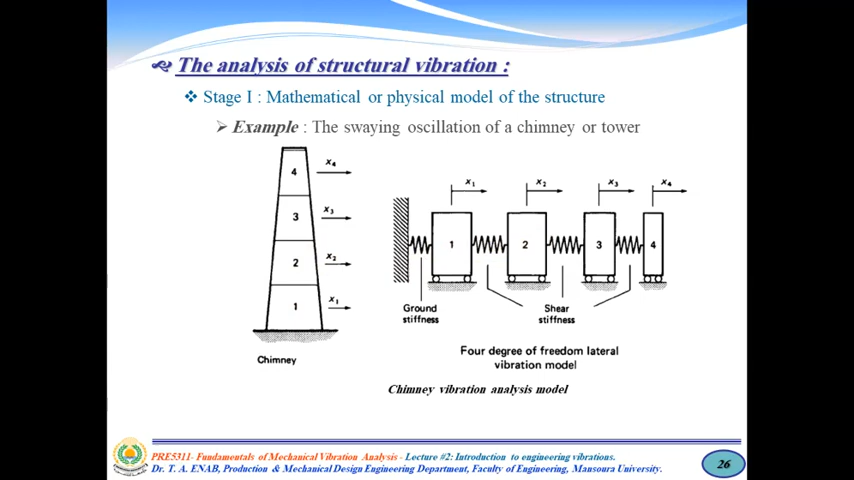 The analysis of structural vibration :
❖ Stage I : Mathematical or physical model of the structure
➢ Example : The swaying oscillation of a chimney or tower
4 x₄
3 x₃
2 x₂
1 x₁
Chimney
x₁ x₂ x₃ x₄
1 2 3 4
Ground
stiffness
Shear
stiffness
Four degree of freedom lateral
vibration model
Chimney vibration analysis model
PRE5311- Fundamentals of Mechanical Vibration Analysis - Lecture #2: Introduction to engineering vibrations.
Dr. T. A. ENAB, Production & Mechanical Design Engineering Department, Faculty of Engineering, Mansoura University.
26